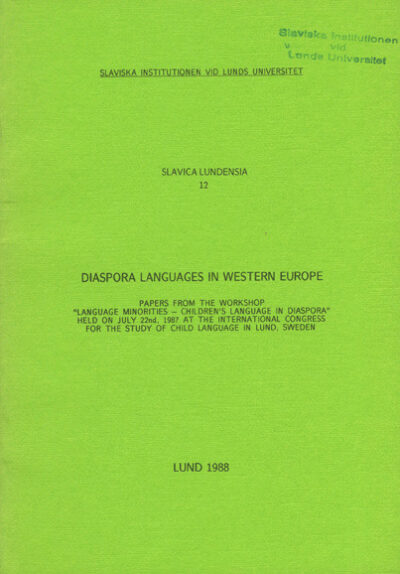 Slaviska Institutionen
vid
Lunds Universitet
SLAVISKA INSTITUTIONEN VID LUNDS UNIVERSITET
SLAVICA LUNDENSIA
12
DIASPORA LANGUAGES IN WESTERN EUROPE
PAPERS FROM THE WORKSHOP
"LANGUAGE MINORITIES – CHILDREN'S LANGUAGE IN DIASPORA"
HELD ON JULY 22nd, 1987 AT THE INTERNATIONAL CONGRESS
FOR THE STUDY OF CHILD LANGUAGE IN LUND, SWEDEN
LUND 1988